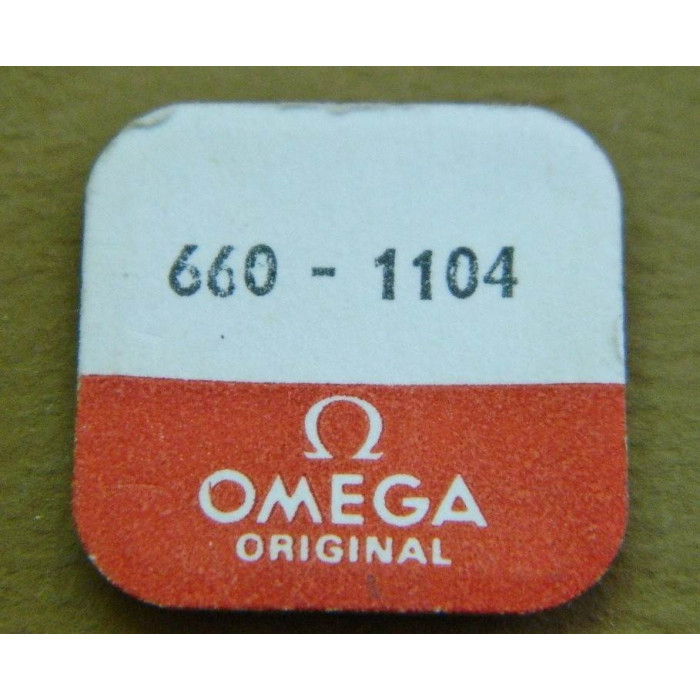 660 - 1104
Ω
OMEGA
ORIGINAL